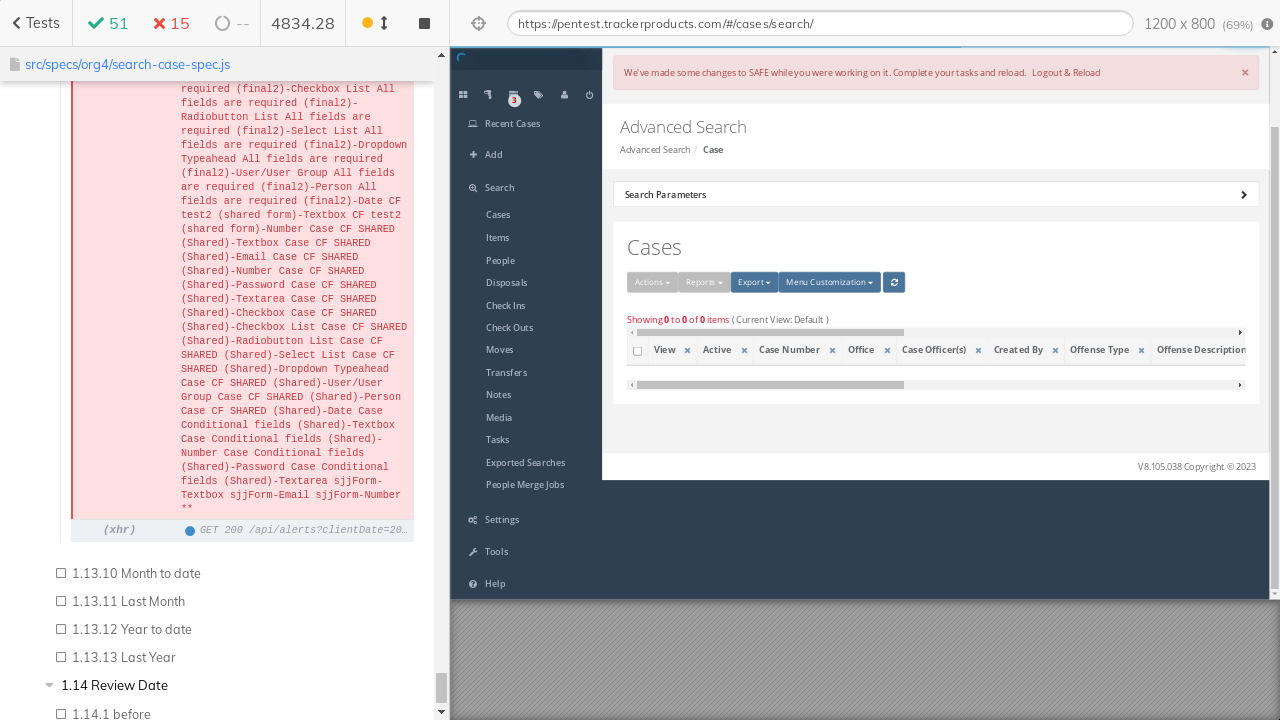 Tests
51
15
--
4834.28
https://pentest.trackerproducts.com/#/cases/search/
1200 x 800 (69%)
src/specs/org4/search-case-spec.js
required (final2)-Checkbox List All
fields are required (final2)-
Radiobutton List All fields are
required (final2)-Select List All
fields are required (final2)-Dropdown
Typeahead All fields are required
(final2)-User/User Group All fields
are required (final2)-Person All
fields are required (final2)-Date CF
test2 (shared form)-Textbox CF test2
(shared form)-Number Case CF SHARED
(Shared)-Textbox Case CF SHARED
(Shared)-Email Case CF SHARED
(Shared)-Number Case CF SHARED
(Shared)-Password Case CF SHARED
(Shared)-Textarea Case CF SHARED
(Shared)-Checkbox Case CF SHARED
(Shared)-Checkbox List Case CF SHARED
(Shared)-Radiobutton List Case CF
SHARED (Shared)-Select List Case CF
SHARED (Shared)-Dropdown Typeahead
Case CF SHARED (Shared)-User/User
Group Case CF SHARED (Shared)-Person
Case CF SHARED (Shared)-Date Case
Conditional fields (Shared)-Textbox
Case Conditional fields (Shared)-
Number Case Conditional fields
(Shared)-Password Case Conditional
fields (Shared)-Textarea sjjForm-
Textbox sjjForm-Email sjjForm-Number
**
(xhr) GET 200 /api/alerts?clientDate=20…
1.13.10 Month to date
1.13.11 Last Month
1.13.12 Year to date
1.13.13 Last Year
1.14 Review Date
1.14.1 before
3
Recent Cases
Add
Search
Cases
Items
People
Disposals
Check Ins
Check Outs
Moves
Transfers
Notes
Media
Tasks
Exported Searches
People Merge Jobs
Settings
Tools
Help
We've made some changes to SAFE while you were working on it. Complete your tasks and reload. Logout & Reload
×
Advanced Search
Advanced Search / Case
Search Parameters
Cases
Actions Reports Export Menu Customization
Showing 0 to 0 of 0 items ( Current View: Default )
View Active Case Number Office Case Officer(s) Created By Offense Type Offense Description
V8.105.038 Copyright © 2023